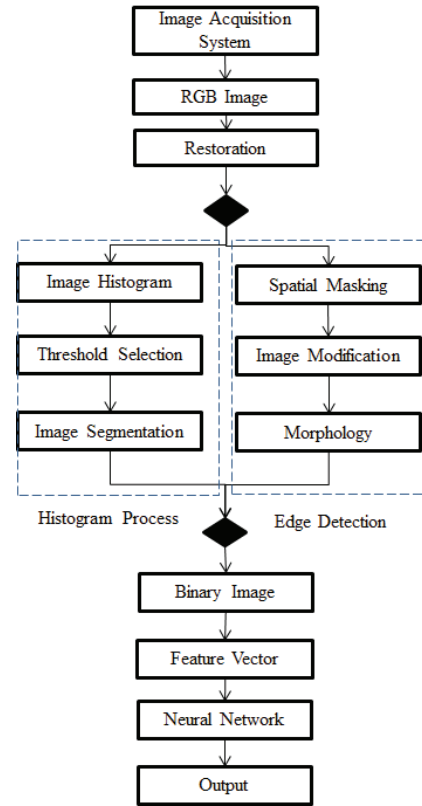 Image Acquisition
System
RGB Image
Restoration
Image Histogram
Threshold Selection
Image Segmentation
Histogram Process
Spatial Masking
Image Modification
Morphology
Edge Detection
Binary Image
Feature Vector
Neural Network
Output